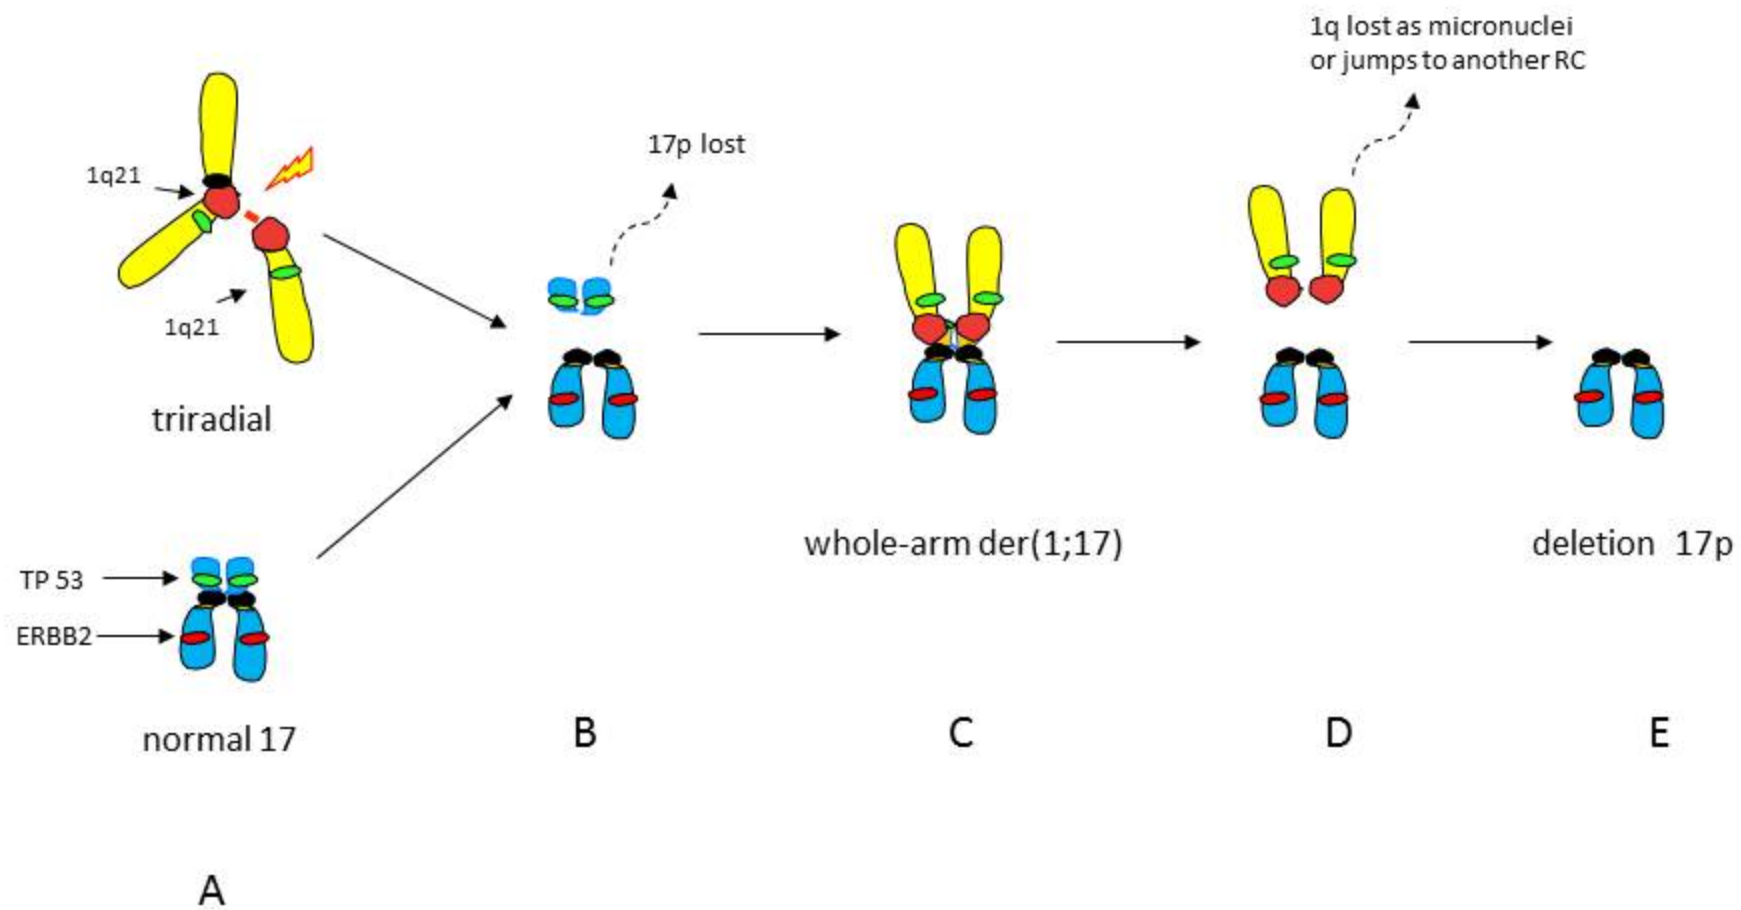 1q lost as micronuclei
or jumps to another RC
17p lost
1q21
1q21
triradial
whole-arm der(1;17)
deletion 17p
TP 53
ERBB2
normal 17
B
C
D
E
A